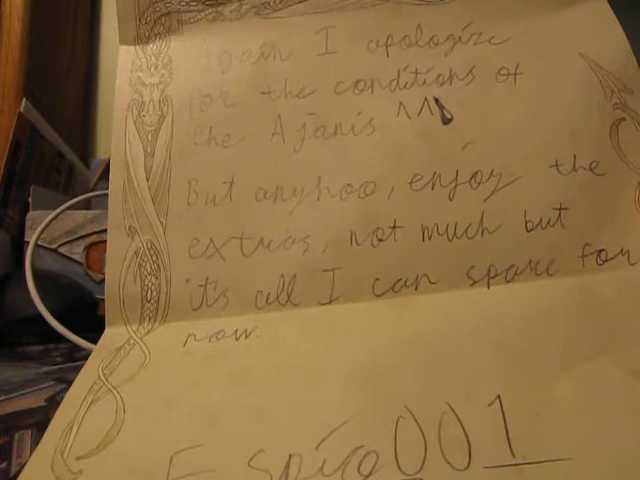 Again I apologize
for the conditions of
the Ajanis ^^
But anyhoo, enjoy the
extras, not much but
it's all I can spare for
now.
001